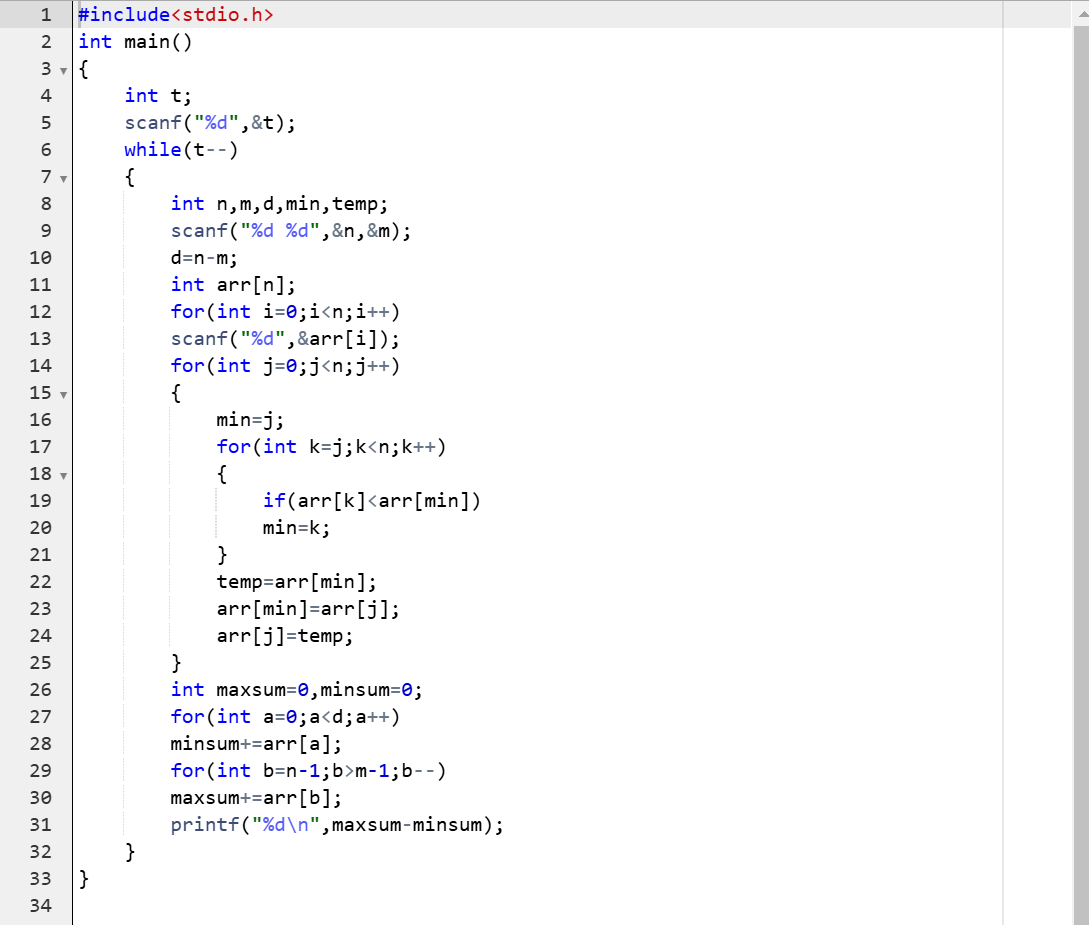 1 #include<stdio.h>
2 int main()
3 {
4     int t;
5     scanf("%d",&t);
6     while(t--)
7     {
8         int n,m,d,min,temp;
9         scanf("%d %d",&n,&m);
10         d=n-m;
11         int arr[n];
12         for(int i=0;i<n;i++)
13         scanf("%d",&arr[i]);
14         for(int j=0;j<n;j++)
15         {
16             min=j;
17             for(int k=j;k<n;k++)
18             {
19                 if(arr[k]<arr[min])
20                 min=k;
21             }
22             temp=arr[min];
23             arr[min]=arr[j];
24             arr[j]=temp;
25         }
26         int maxsum=0,minsum=0;
27         for(int a=0;a<d;a++)
28         minsum+=arr[a];
29         for(int b=n-1;b>m-1;b--)
30         maxsum+=arr[b];
31         printf("%d\n",maxsum-minsum);
32     }
33 }
34